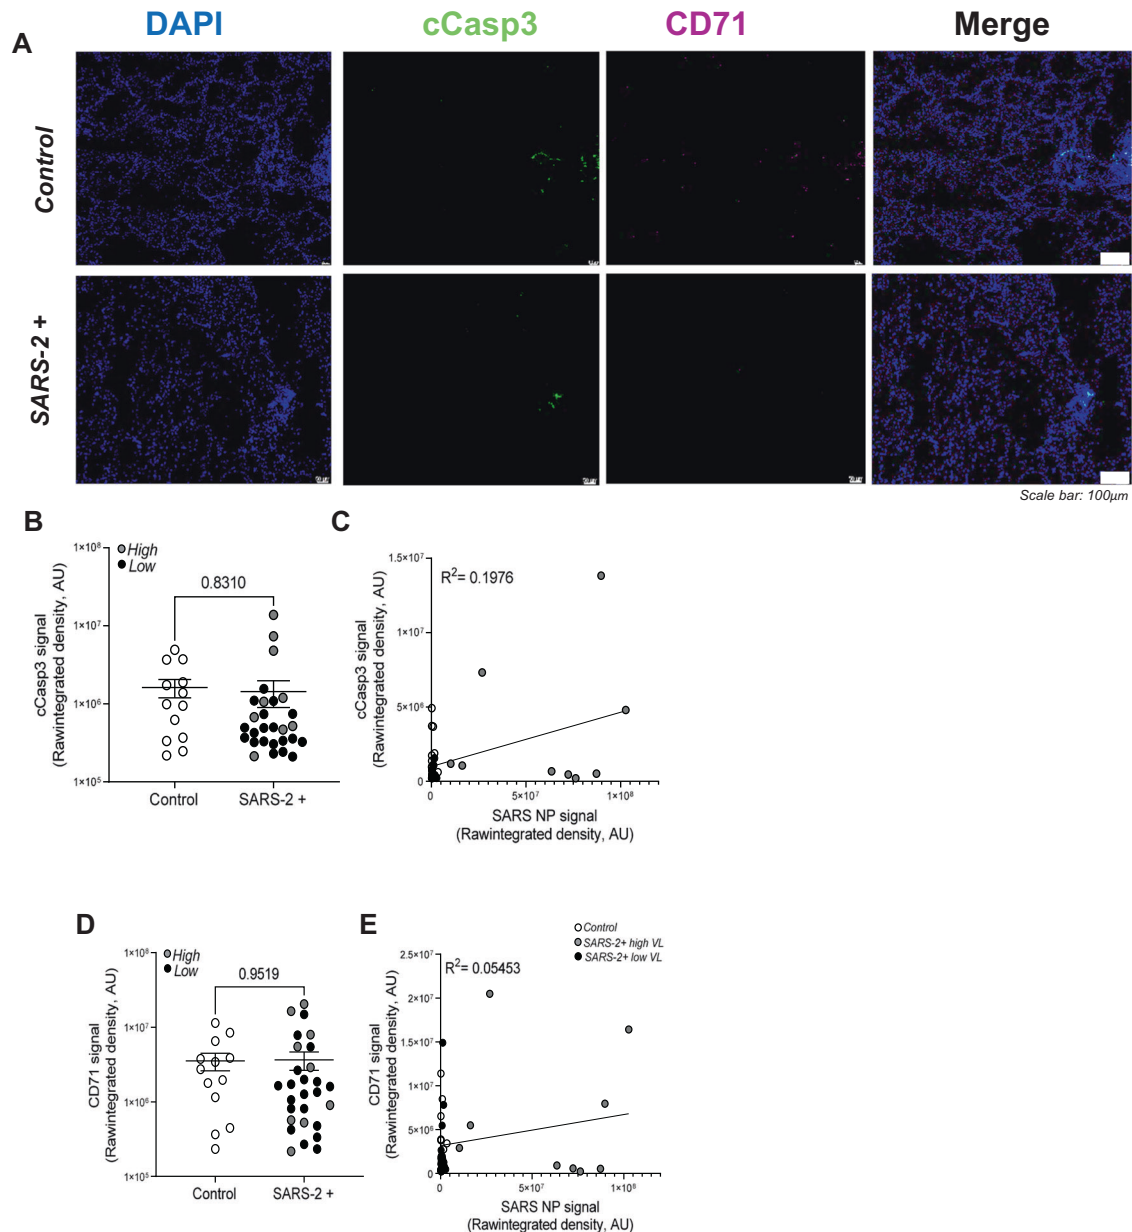 DAPI cCasp3 CD71 Merge
A
Control
SARS-2 +
Scale bar: 100µm
B
High
Low
0.8310
1×10⁸
1×10⁷
1×10⁶
1×10⁵
cCasp3 signal
(Rawintegrated density, AU)
Control SARS-2 +
C
R²= 0.1976
1.5×10⁷
1×10⁷
5×10⁶
0
cCasp3 signal
(Rawintegrated density, AU)
0 5×10⁷ 1×10⁸
SARS NP signal
(Rawintegrated density, AU)
D
High
Low
0.9519
1×10⁸
1×10⁷
1×10⁶
1×10⁵
CD71 signal
(Rawintegrated density, AU)
Control SARS-2 +
E
Control
SARS-2+ high VL
SARS-2+ low VL
R²= 0.05453
2.5×10⁷
2×10⁷
1.5×10⁷
1×10⁷
5×10⁶
0
CD71 signal
(Rawintegrated density, AU)
0 5×10⁷ 1×10⁸
SARS NP signal
(Rawintegrated density, AU)